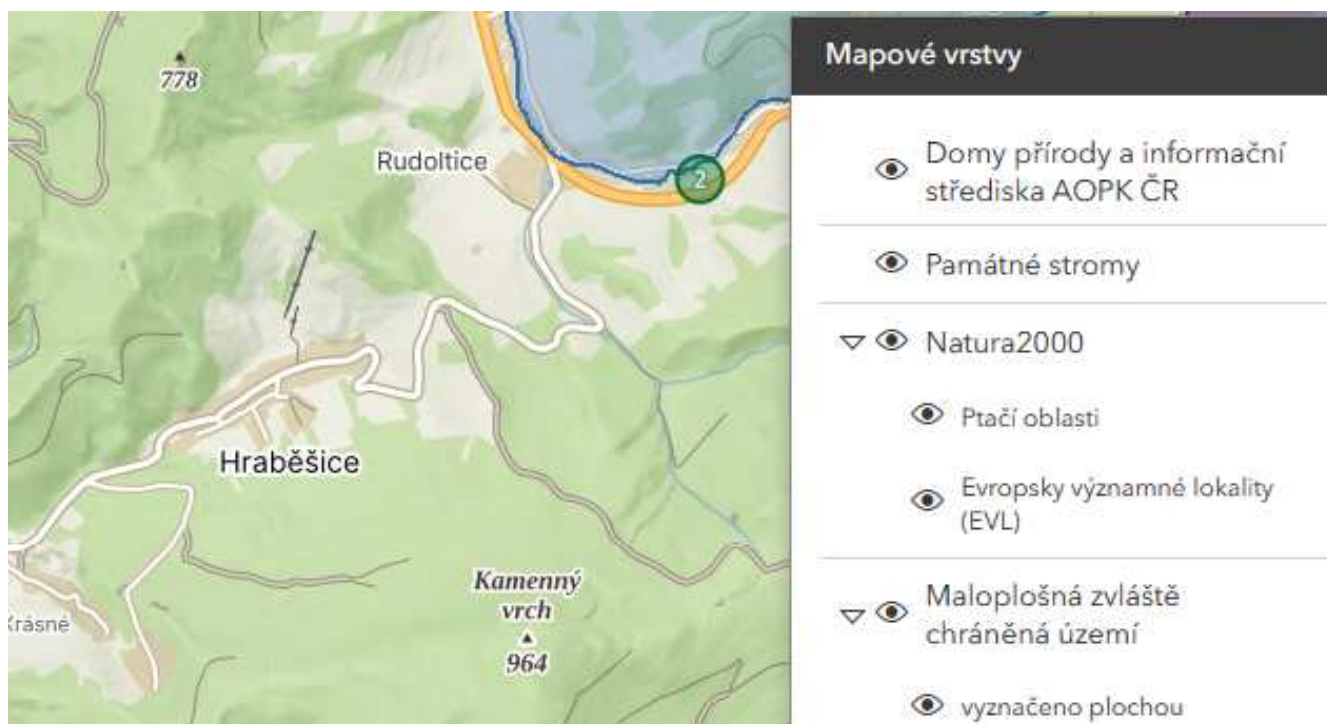 778
Rudoltice
2
Hraběšice
Kamenný
vrch
964
Krásné
Mapové vrstvy
Domy přírody a informační
střediska AOPK ČR
Památné stromy
Natura2000
Ptačí oblasti
Evropsky významné lokality
(EVL)
Maloplošná zvláště
chráněná území
vyznačeno plochou